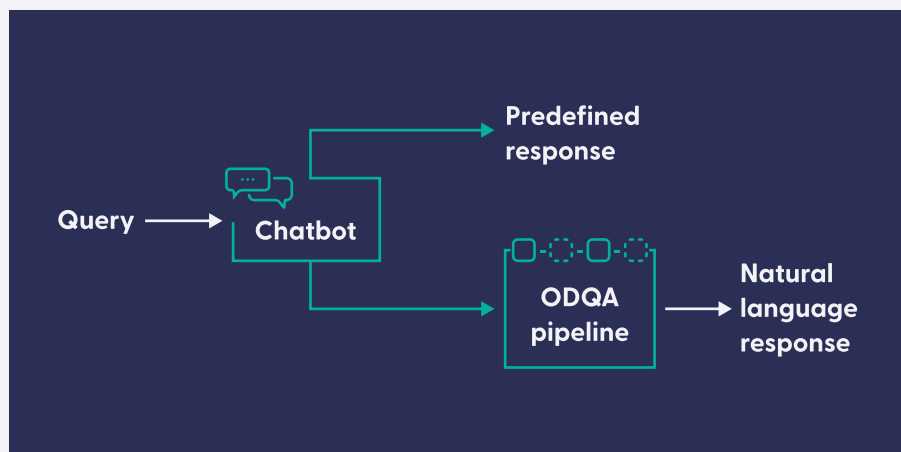 Query
Chatbot
Predefined
response
ODQA
pipeline
Natural
language
response